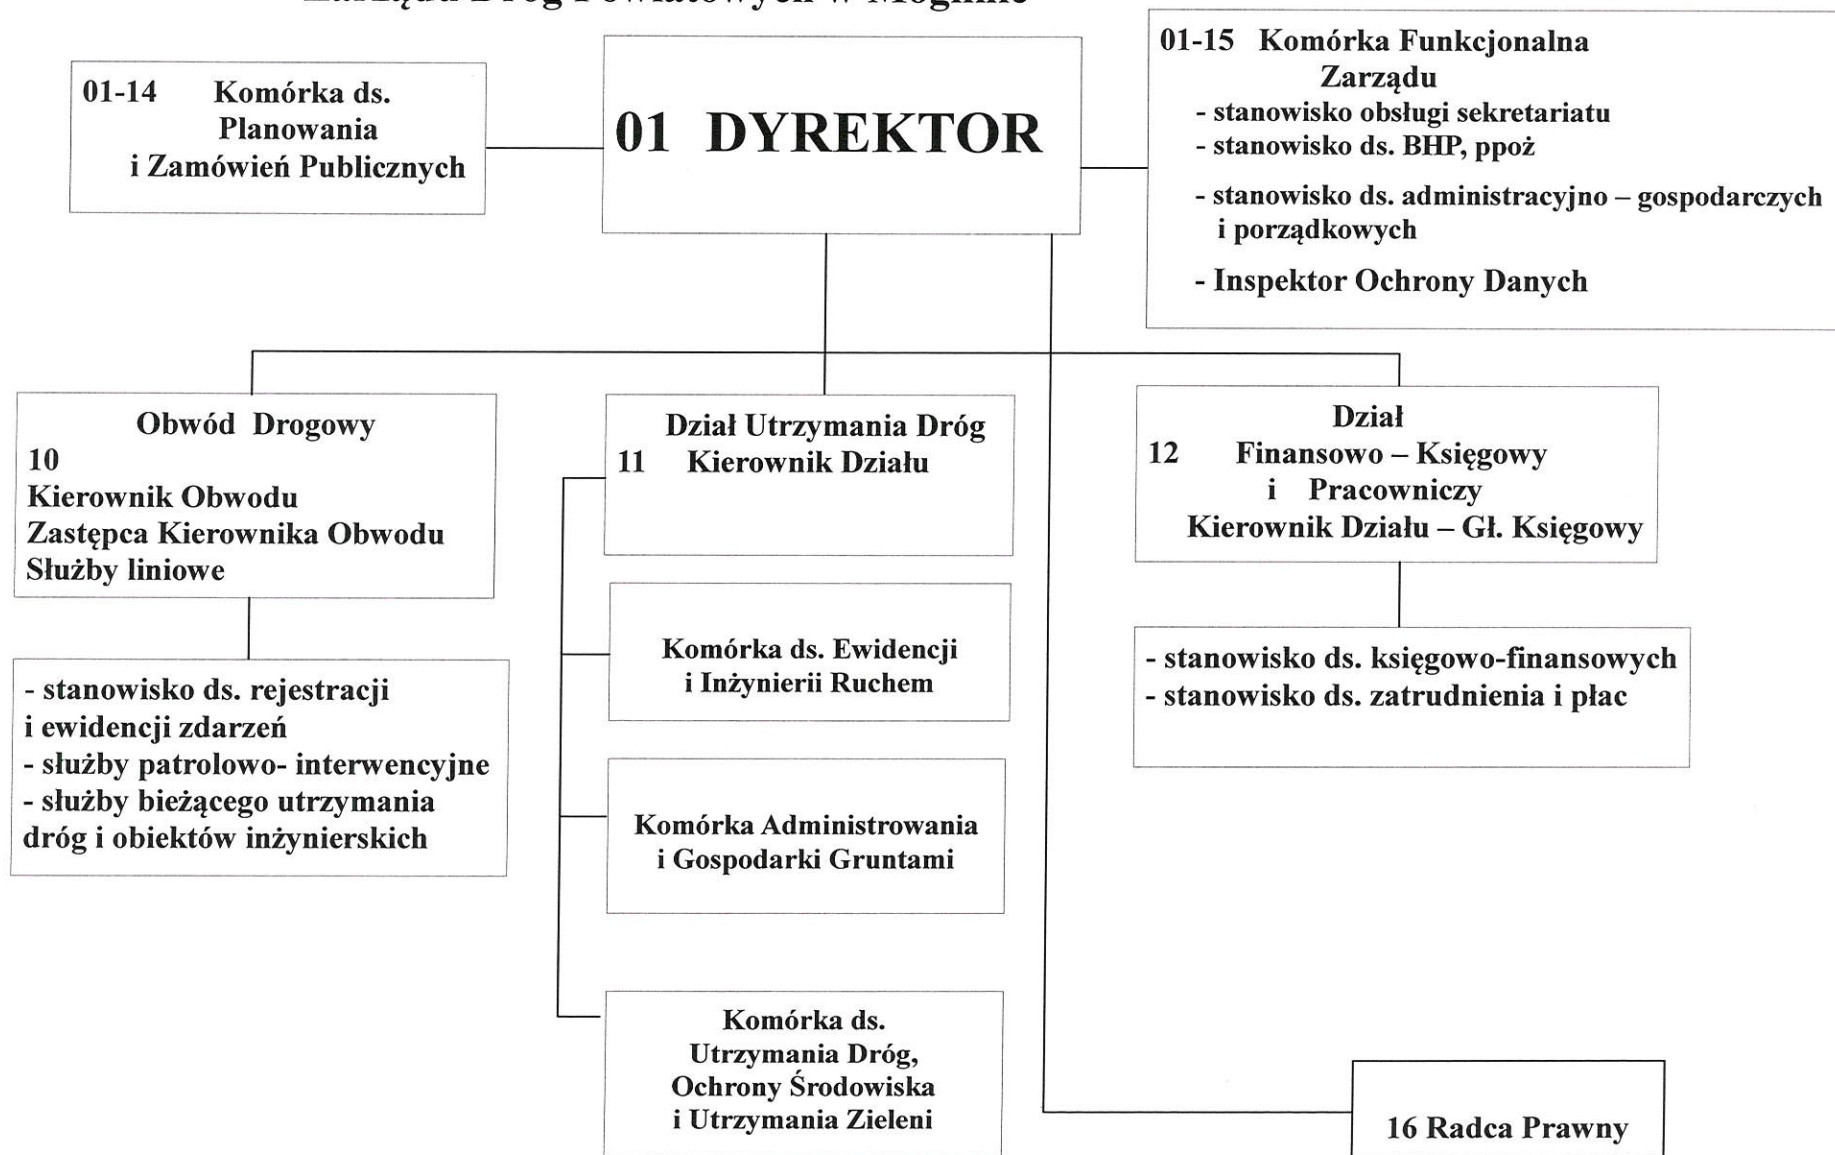 Zarządu Dróg Powiatowych w Mogilnie
01-14 Komórka ds.
Planowania
i Zamówień Publicznych
01 DYREKTOR
01-15 Komórka Funkcjonalna
Zarządu
- stanowisko obsługi sekretariatu
- stanowisko ds. BHP, ppoż
- stanowisko ds. administracyjno – gospodarczych
i porządkowych
- Inspektor Ochrony Danych
Obwód Drogowy
10
Kierownik Obwodu
Zastępca Kierownika Obwodu
Służby liniowe
- stanowisko ds. rejestracji
i ewidencji zdarzeń
- służby patrolowo- interwencyjne
- służby bieżącego utrzymania
dróg i obiektów inżynierskich
Dział Utrzymania Dróg
11 Kierownik Działu
Komórka ds. Ewidencji
i Inżynierii Ruchem
Komórka Administrowania
i Gospodarki Gruntami
Komórka ds.
Utrzymania Dróg,
Ochrony Środowiska
i Utrzymania Zieleni
Dział
12 Finansowo – Księgowy
i Pracowniczy
Kierownik Działu – Gł. Księgowy
- stanowisko ds. księgowo-finansowych
- stanowisko ds. zatrudnienia i płac
16 Radca Prawny